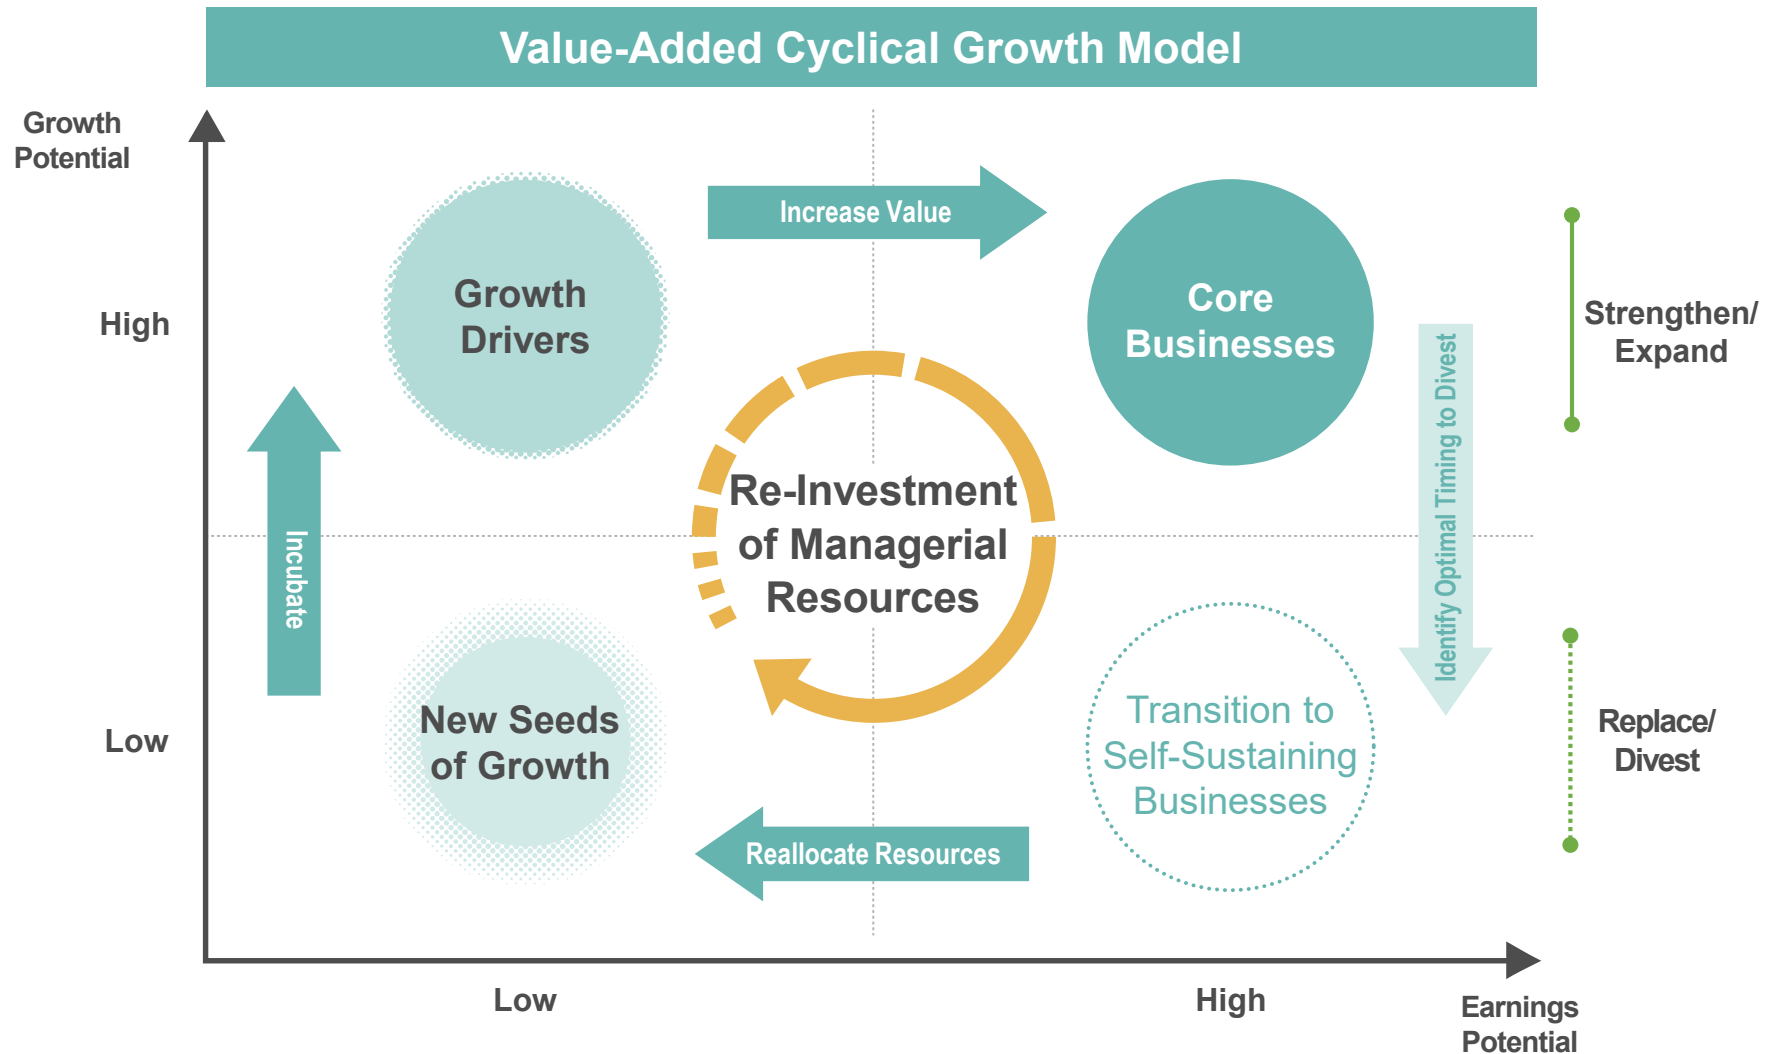 Value-Added Cyclical Growth Model
Growth
Potential
High
Low
Growth
Drivers
Increase Value
Core
Businesses
Identify Optimal Timing to Divest
Strengthen/
Expand
Incubate
Re-Investment
of Managerial
Resources
New Seeds
of Growth
Transition to
Self-Sustaining
Businesses
Replace/
Divest
Reallocate Resources
Low
High
Earnings
Potential